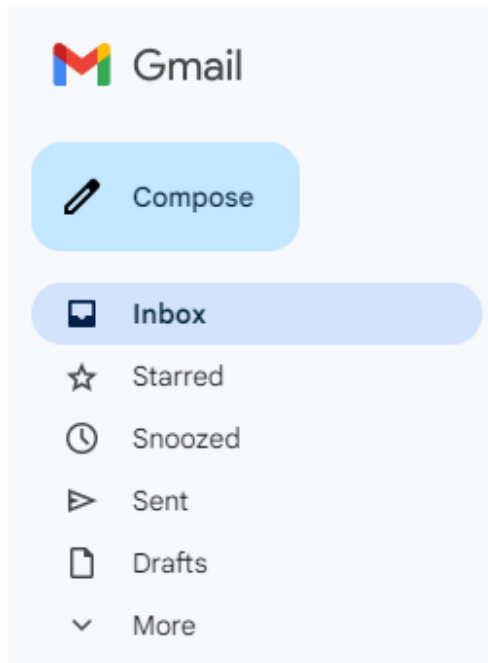 Gmail
Compose
Inbox
Starred
Snoozed
Sent
Drafts
More